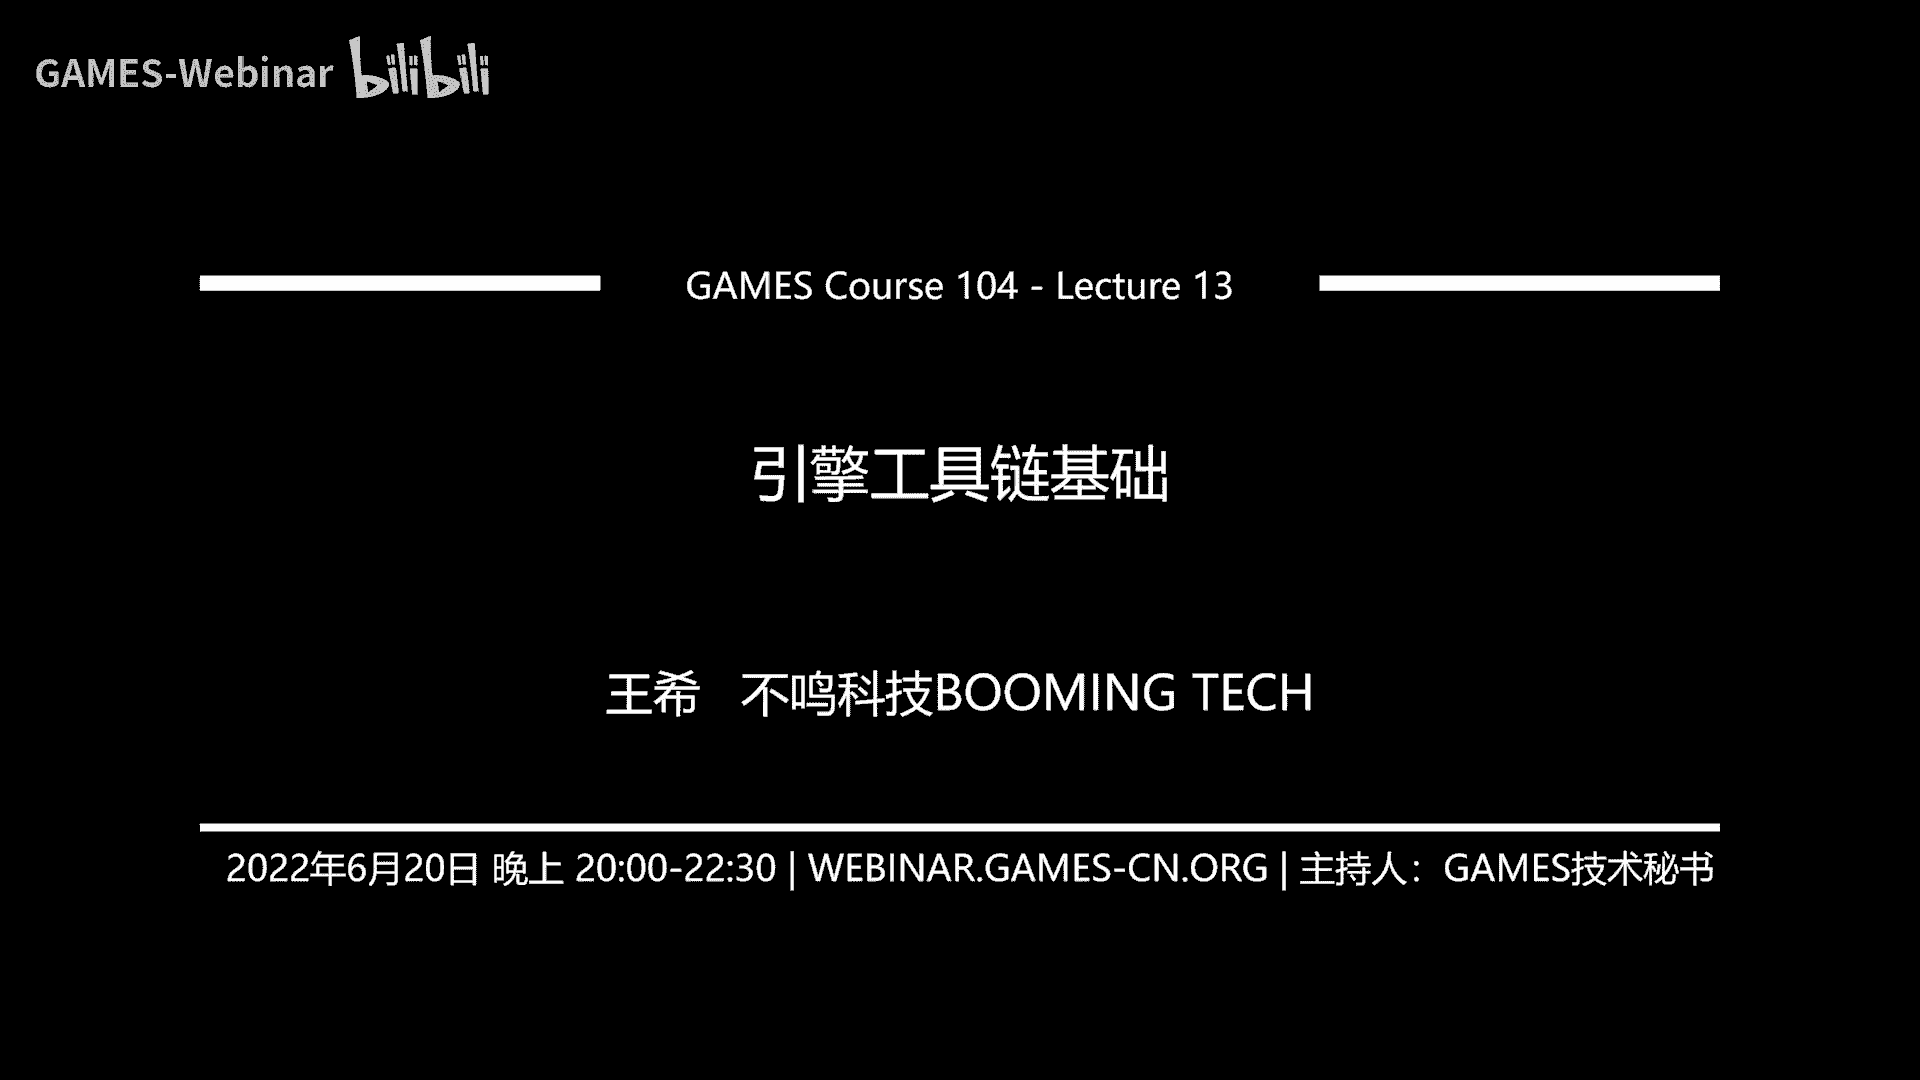 GAMES-Webinar bilibili
GAMES Course 104 - Lecture 13
引擎工具链基础
王希 不鸣科技BOOMING TECH
2022年6月20日 晚上 20:00-22:30 | WEBINAR.GAMES-CN.ORG | 主持人：GAMES技术秘书